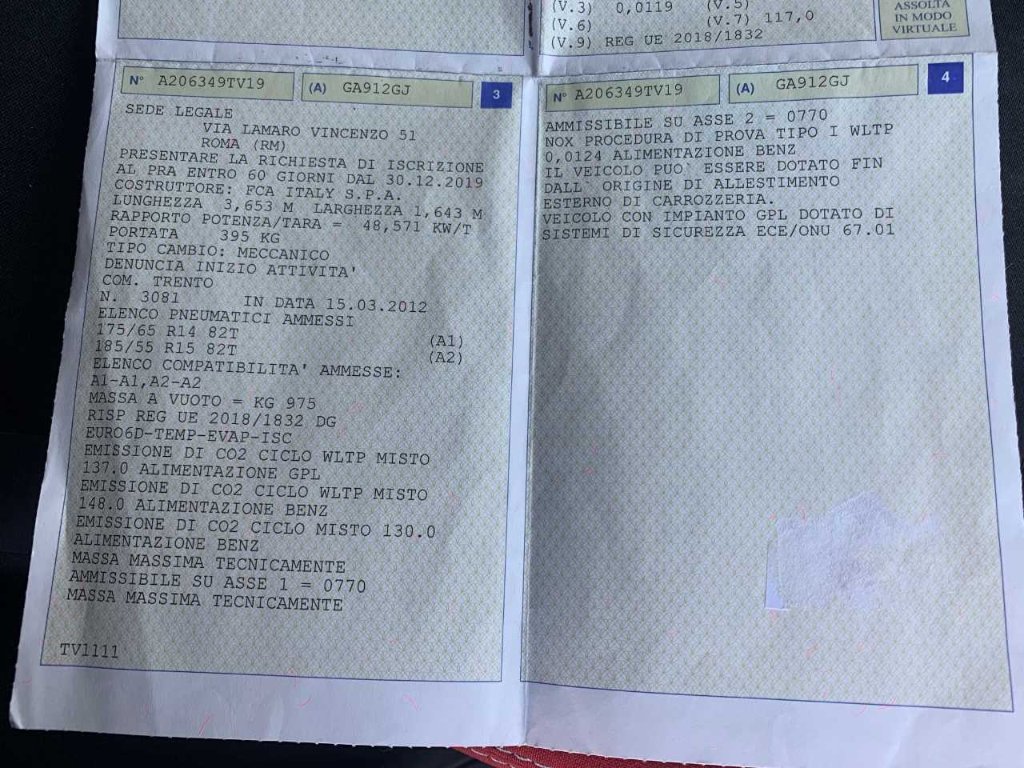 (V.3) 0,0119 (V.5)
(V.6) (V.7) 117,0
(V.9) REG UE 2018/1832
ASSOLTA
IN MODO
VIRTUALE
N° A206349TV19 (A) GA912GJ 3
SEDE LEGALE
VIA LAMARO VINCENZO 51
ROMA (RM)
PRESENTARE LA RICHIESTA DI ISCRIZIONE
AL PRA ENTRO 60 GIORNI DAL 30.12.2019
COSTRUTTORE: FCA ITALY S.P.A.
LUNGHEZZA 3,653 M LARGHEZZA 1,643 M
RAPPORTO POTENZA/TARA = 48,571 KW/T
PORTATA 395 KG
TIPO CAMBIO: MECCANICO
DENUNCIA INIZIO ATTIVITA'
COM. TRENTO
N. 3081 IN DATA 15.03.2012
ELENCO PNEUMATICI AMMESSI
175/65 R14 82T (A1)
185/55 R15 82T (A2)
ELENCO COMPATIBILITA' AMMESSE:
A1-A1,A2-A2
MASSA A VUOTO = KG 975
RISP REG UE 2018/1832 DG
EURO6D-TEMP-EVAP-ISC
EMISSIONE DI CO2 CICLO WLTP MISTO
137.0 ALIMENTAZIONE GPL
EMISSIONE DI CO2 CICLO WLTP MISTO
148.0 ALIMENTAZIONE BENZ
EMISSIONE DI CO2 CICLO MISTO 130.0
ALIMENTAZIONE BENZ
MASSA MASSIMA TECNICAMENTE
AMMISSIBILE SU ASSE 1 = 0770
MASSA MASSIMA TECNICAMENTE
TV1111
N° A206349TV19 (A) GA912GJ 4
AMMISSIBILE SU ASSE 2 = 0770
NOX PROCEDURA DI PROVA TIPO I WLTP
0,0124 ALIMENTAZIONE BENZ
IL VEICOLO PUO' ESSERE DOTATO FIN
DALL' ORIGINE DI ALLESTIMENTO
ESTERNO DI CARROZZERIA.
VEICOLO CON IMPIANTO GPL DOTATO DI
SISTEMI DI SICUREZZA ECE/ONU 67.01